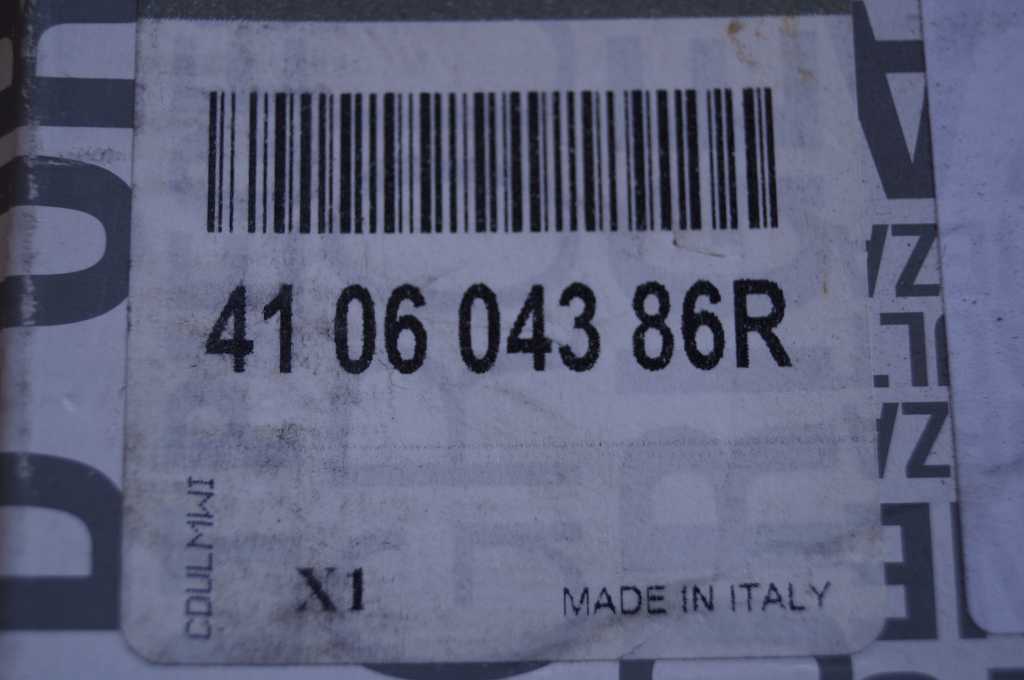 41 06 043 86R
CDULMWI
X1
MADE IN ITALY